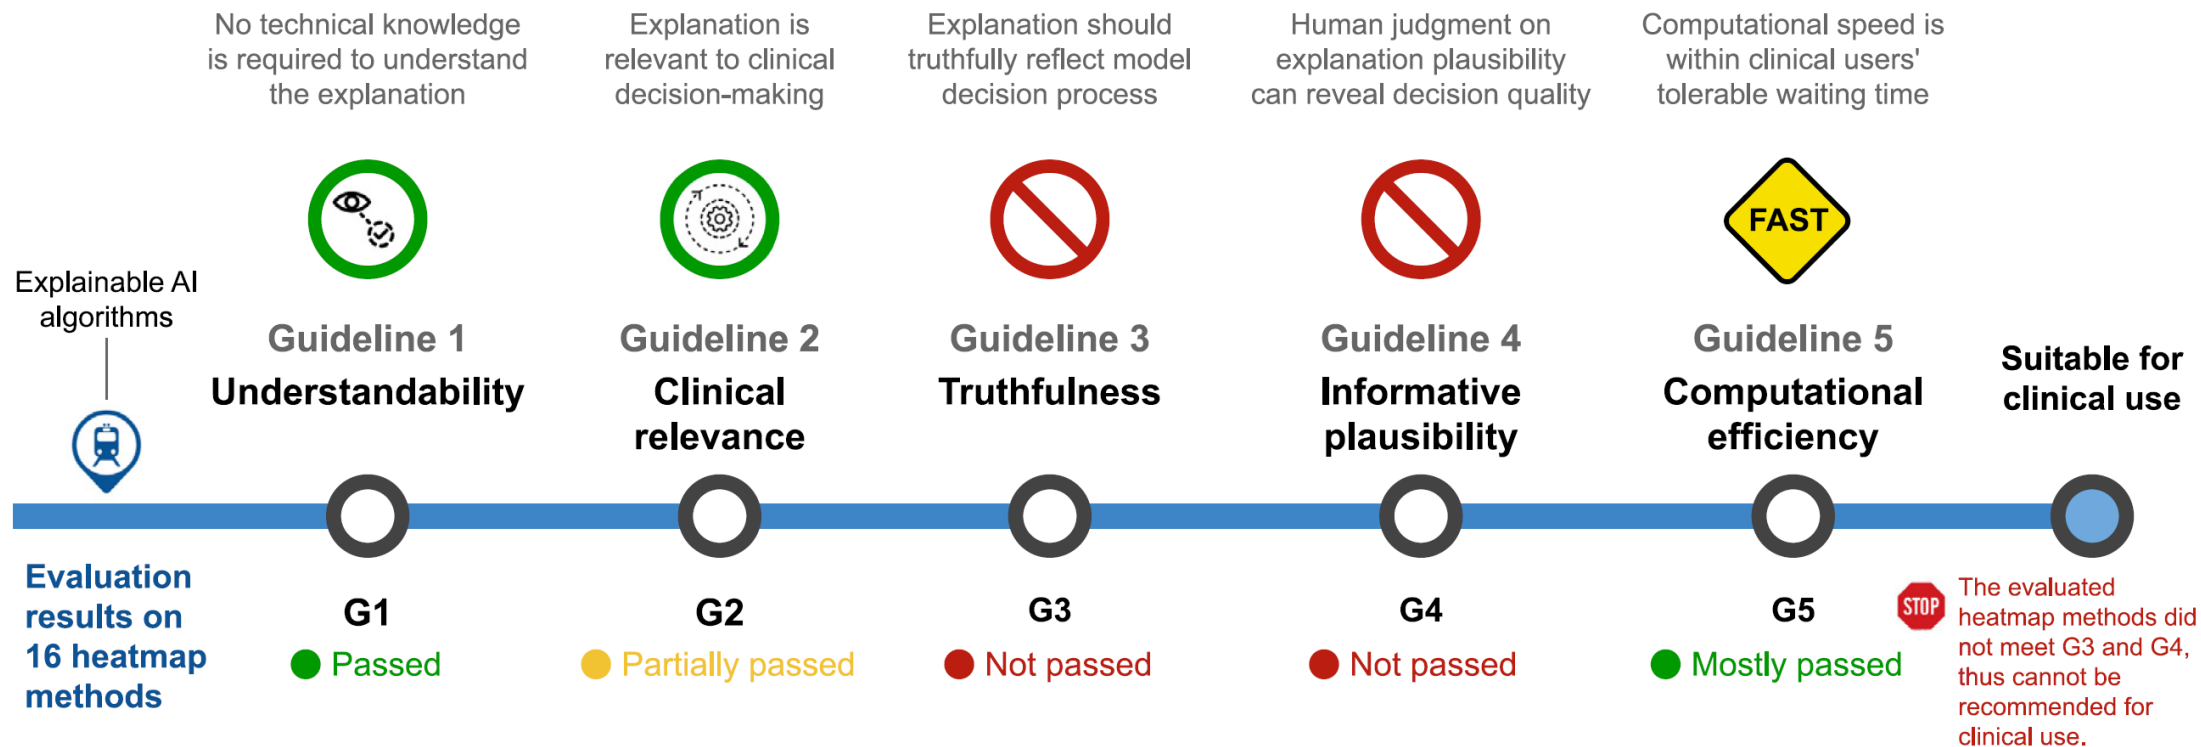 No technical knowledge
is required to understand
the explanation
Explanation is
relevant to clinical
decision-making
Explanation should
truthfully reflect model
decision process
Human judgment on
explanation plausibility
can reveal decision quality
Computational speed is
within clinical users'
tolerable waiting time
FAST
Explainable AI
algorithms
Guideline 1
Understandability
Guideline 2
Clinical
relevance
Guideline 3
Truthfulness
Guideline 4
Informative
plausibility
Guideline 5
Computational
efficiency
Suitable for
clinical use
Evaluation
results on
16 heatmap
methods
G1
Passed
G2
Partially passed
G3
Not passed
G4
Not passed
G5
Mostly passed
STOP
The evaluated
heatmap methods did
not meet G3 and G4,
thus cannot be
recommended for
clinical use.